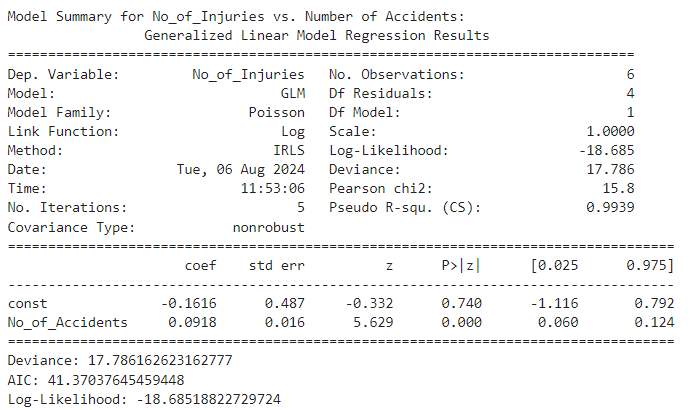 Model Summary for No_of_Injuries vs. Number of Accidents:
Generalized Linear Model Regression Results
==============================================================================
Dep. Variable: No_of_Injuries No. Observations: 6
Model: GLM Df Residuals: 4
Model Family: Poisson Df Model: 1
Link Function: Log Scale: 1.0000
Method: IRLS Log-Likelihood: -18.685
Date: Tue, 06 Aug 2024 Deviance: 17.786
Time: 11:53:06 Pearson chi2: 15.8
No. Iterations: 5 Pseudo R-squ. (CS): 0.9939
Covariance Type: nonrobust
===================================================================================
coef std err z P>|z| [0.025 0.975]
-----------------------------------------------------------------------------------
const -0.1616 0.487 -0.332 0.740 -1.116 0.792
No_of_Accidents 0.0918 0.016 5.629 0.000 0.060 0.124
===================================================================================
Deviance: 17.786162623162777
AIC: 41.37037645459448
Log-Likelihood: -18.68518822729724